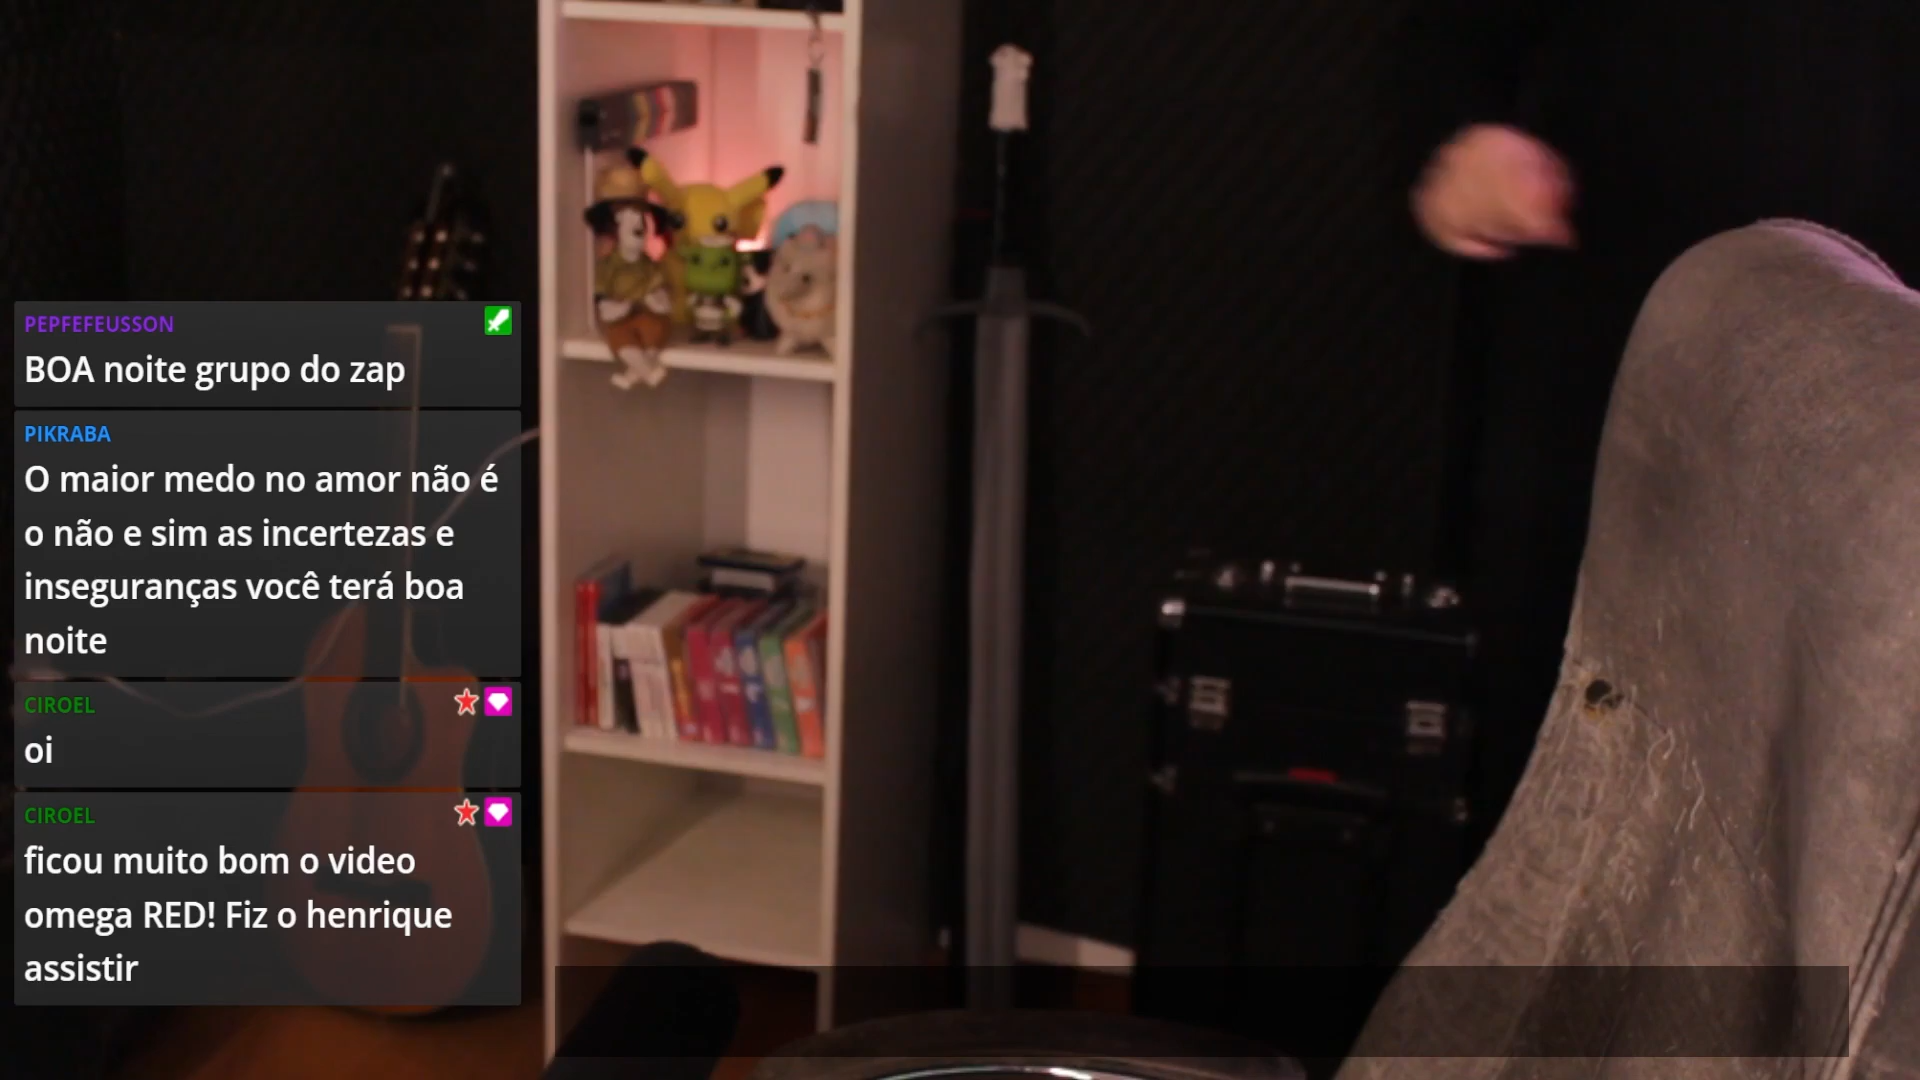 PEPFEFEUSSON
BOA noite grupo do zap
PIKRABA
O maior medo no amor não é
o não e sim as incertezas e
inseguranças você terá boa
noite
CIROEL
oi
CIROEL
ficou muito bom o video
omega RED! Fiz o henrique
assistir